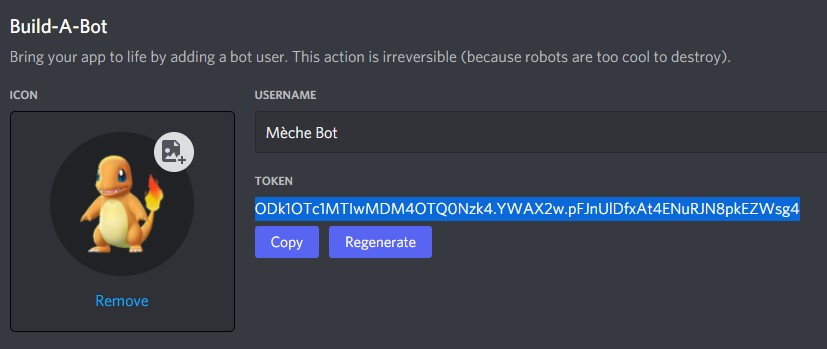 Build-A-Bot
Bring your app to life by adding a bot user. This action is irreversible (because robots are too cool to destroy).
ICON
USERNAME
Mèche Bot
TOKEN
ODk1OTc1MTIwMDM4OTQ0Nzk4.YWAX2w.pFJnUlDfxAt4ENuRJN8pkEZWsg4
Copy
Regenerate
Remove